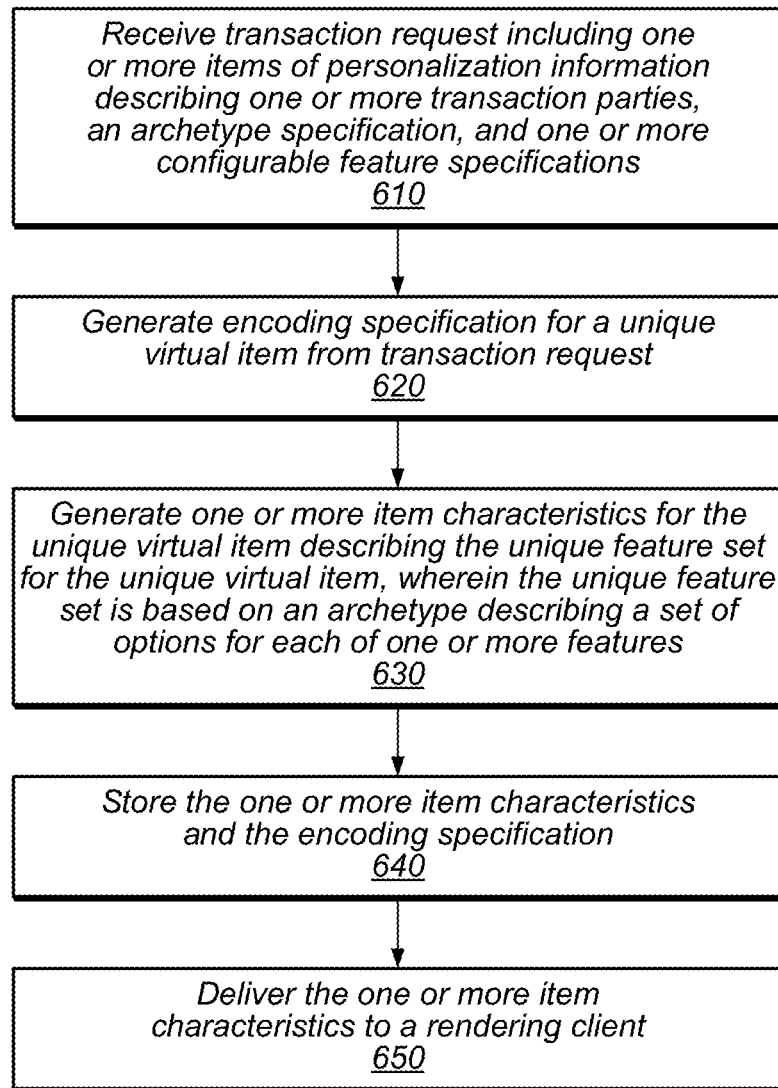 Receive transaction request including one
or more items of personalization information
describing one or more transaction parties,
an archetype specification, and one or more
configurable feature specifications
610
Generate encoding specification for a unique
virtual item from transaction request
620
Generate one or more item characteristics for the
unique virtual item describing the unique feature set
for the unique virtual item, wherein the unique feature
set is based on an archetype describing a set of
options for each of one or more features
630
Store the one or more item characteristics
and the encoding specification
640
Deliver the one or more item
characteristics to a rendering client
650